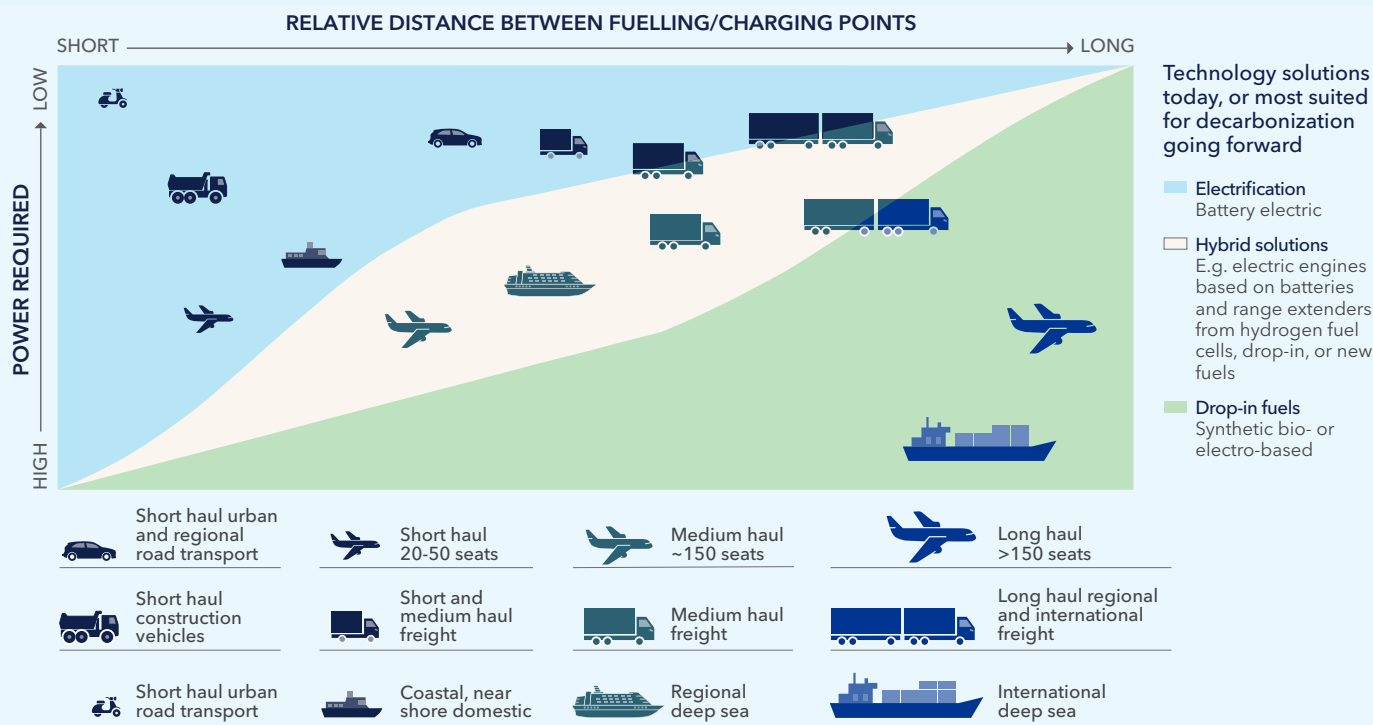 RELATIVE DISTANCE BETWEEN FUELLING/CHARGING POINTS
SHORT
LONG
LOW
POWER REQUIRED
HIGH
Technology solutions
today, or most suited
for decarbonization
going forward
Electrification
Battery electric
Hybrid solutions
E.g. electric engines
based on batteries
and range extenders
from hydrogen fuel
cells, drop-in, or new
fuels
Drop-in fuels
Synthetic bio- or
electro-based
Short haul urban
and regional
road transport
Short haul
20-50 seats
Medium haul
~150 seats
Long haul
>150 seats
Short haul
construction
vehicles
Short and
medium haul
freight
Medium haul
freight
Long haul regional
and international
freight
Short haul urban
road transport
Coastal, near
shore domestic
Regional
deep sea
International
deep sea